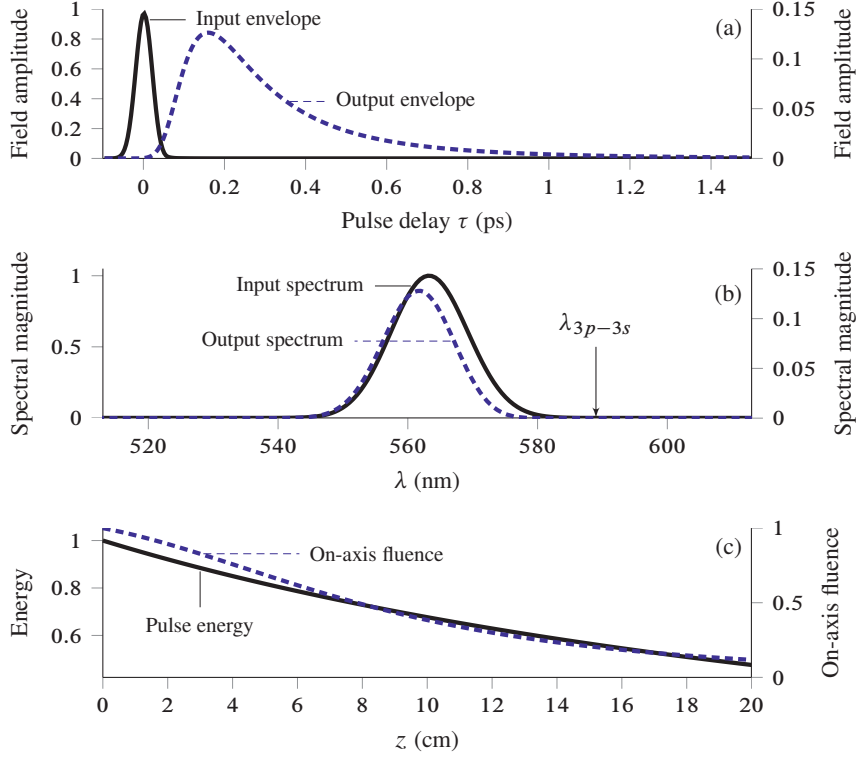 Field amplitude
1
0.8
0.6
0.4
0.2
0
Input envelope
Output envelope
(a)
0.15
0.1
0.05
0
Field amplitude
0 0.2 0.4 0.6 0.8 1 1.2 1.4
Pulse delay τ (ps)
Spectral magnitude
1
0.5
0
Input spectrum
Output spectrum
λ3p−3s
(b)
0.15
0.1
0.05
0
Spectral magnitude
520 540 560 580 600
λ (nm)
Energy
1
0.8
0.6
On-axis fluence
Pulse energy
(c)
1
0.5
0
On-axis fluence
0 2 4 6 8 10 12 14 16 18 20
z (cm)